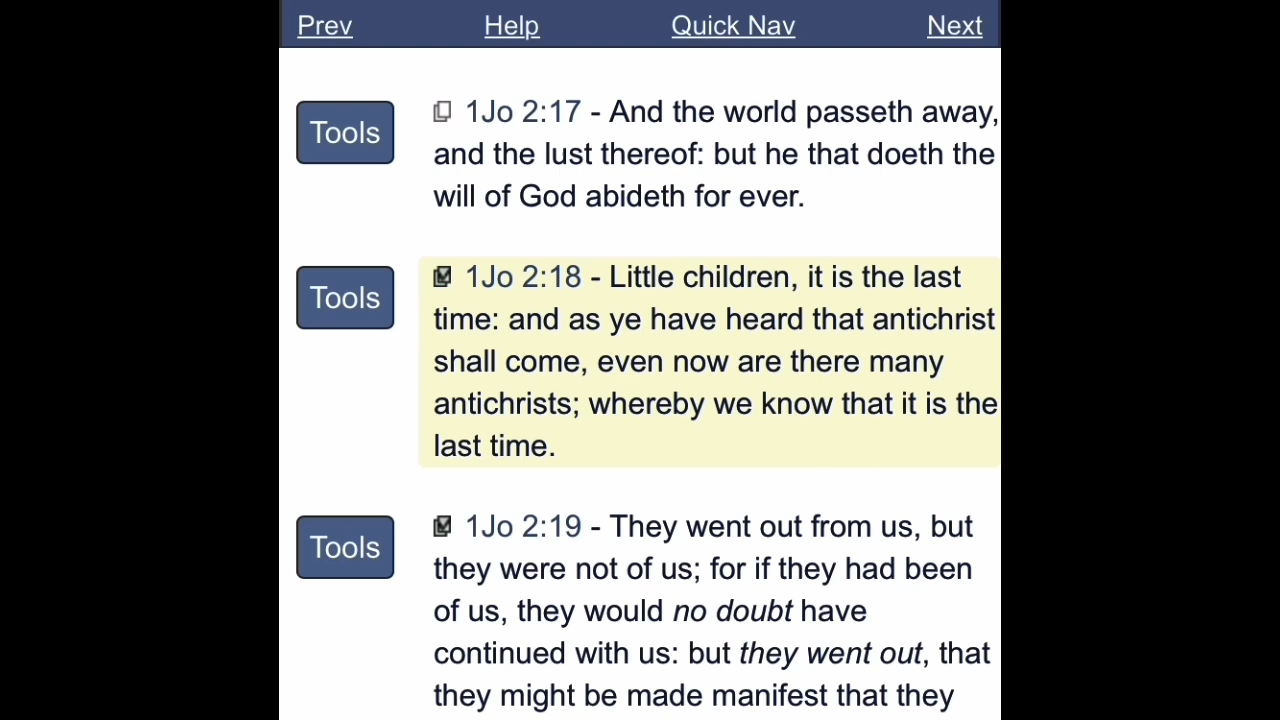 Prev Help Quick Nav Next
Tools
1Jo 2:17 - And the world passeth away,
and the lust thereof: but he that doeth the
will of God abideth for ever.
Tools
1Jo 2:18 - Little children, it is the last
time: and as ye have heard that antichrist
shall come, even now are there many
antichrists; whereby we know that it is the
last time.
Tools
1Jo 2:19 - They went out from us, but
they were not of us; for if they had been
of us, they would no doubt have
continued with us: but they went out, that
they might be made manifest that they